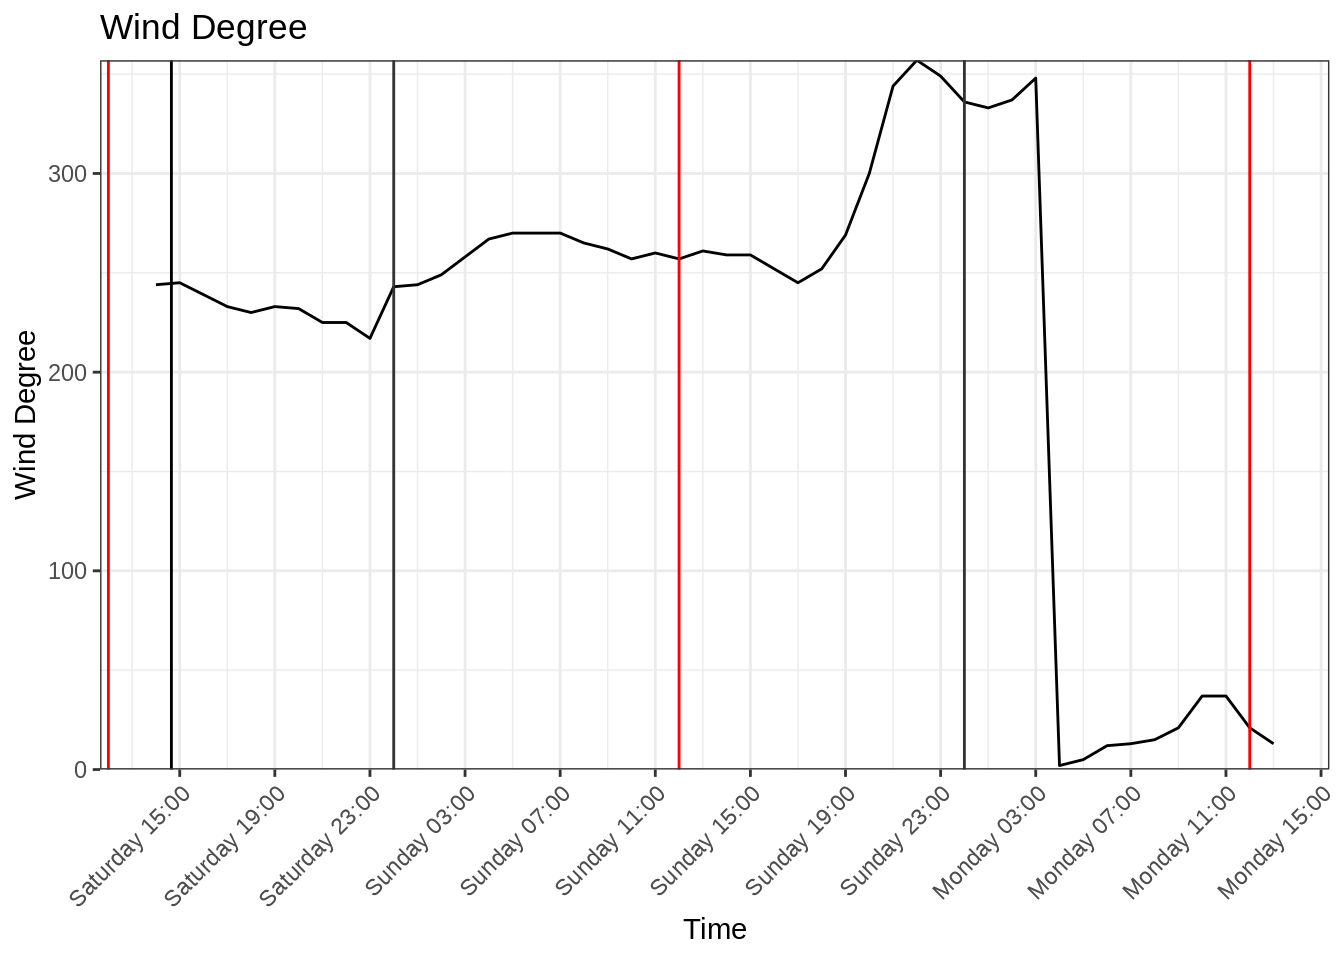 Wind Degree
Wind Degree
300
200
100
0
Saturday 15:00
Saturday 19:00
Saturday 23:00
Sunday 03:00
Sunday 07:00
Sunday 11:00
Sunday 15:00
Sunday 19:00
Sunday 23:00
Monday 03:00
Monday 07:00
Monday 11:00
Monday 15:00
Time